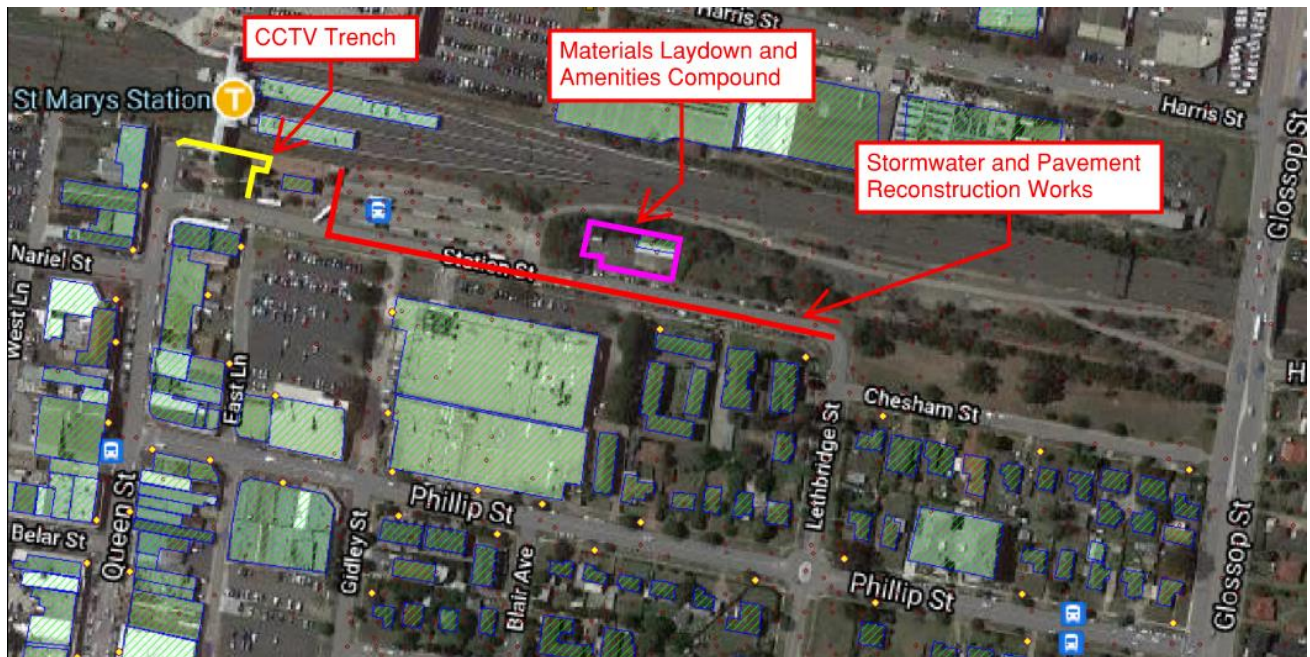 Harris St
CCTV Trench
Materials Laydown and
Amenities Compound
St Marys Station
T
Harris St
Stormwater and Pavement
Reconstruction Works
Glossop St
Nariel St
Station St
West Ln
East Ln
H
Chesham St
Lethbridge St
Phillip St
Queen St
Belar St
Gidley St
Blair Ave
Phillip St
Glossop St